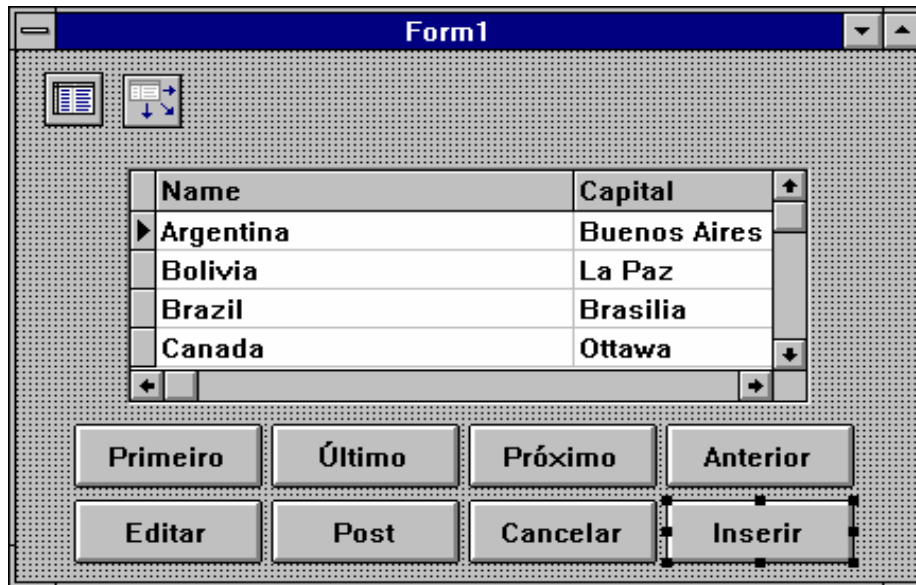 Form1
Name Capital
Argentina Buenos Aires
Bolivia La Paz
Brazil Brasilia
Canada Ottawa
Primeiro Último Próximo Anterior
Editar Post Cancelar Inserir